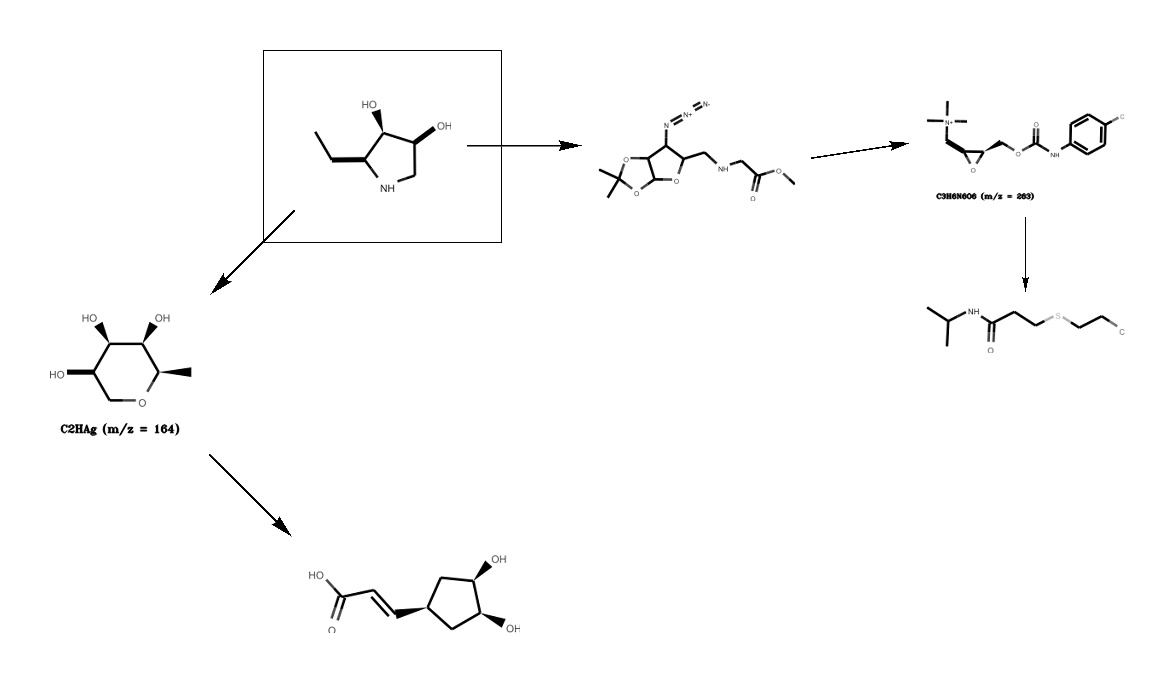 HO
OH
NH
N
N+
N-
O
O
O
NH
O
O
N+
O
O
O
NH
C
C3H6N6O6 (m/z = 263)
HO
OH
HO
O
C2HAg (m/z = 164)
NH
O
S
C
HO
O
OH
OH